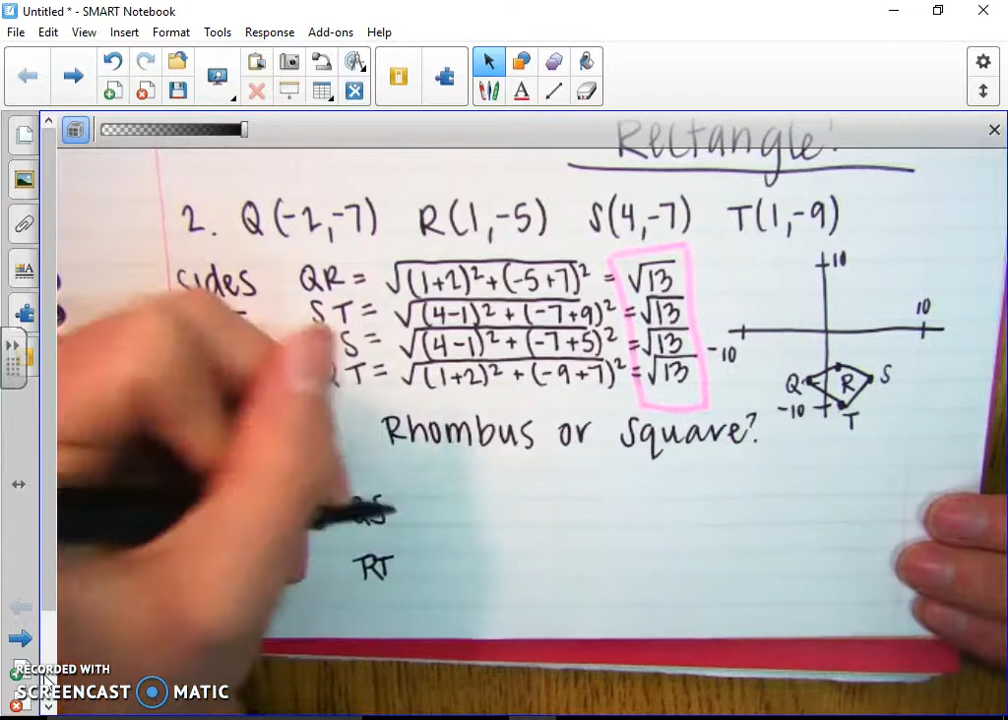 Untitled * - SMART Notebook
File Edit View Insert Format Tools Response Add-ons Help
Rectangle!
2. Q(-2,-7) R(1,-5) S(4,-7) T(1,-9)
sides QR = √(1+2)²+(-5+7)² = √13
ST = √(4-1)²+(-7+9)² = √13
S = √(4-1)²+(-7+5)² = √13
QT = √(1+2)²+(-9+7)² = √13
10
10
-10
Q R S
-10 T
Rhombus or square?
QS
RT
RECORDED WITH
SCREENCAST MATIC